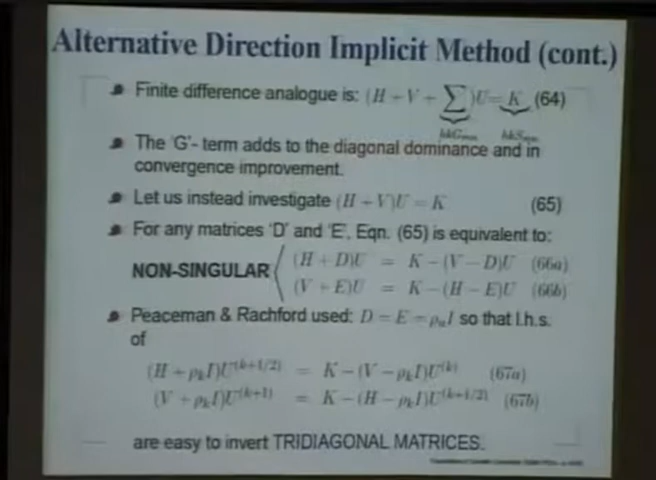 Alternative Direction Implicit Method (cont.)
Finite difference analogue is: (H + V + ∑)U = K (64)
hkG hkS
The 'G'- term adds to the diagonal dominance and in
convergence improvement.
Let us instead investigate (H + V)U = K (65)
For any matrices 'D' and 'E', Eqn. (65) is equivalent to:
(H + D)U = K − (V − D)U (66a)
NON-SINGULAR
(V + E)U = K − (H − E)U (66b)
Peaceman & Rachford used: D = E = ρₙI so that l.h.s.
of
(H + ρₖI)U^(k+1/2) = K − (V − ρₖI)U^(k) (67a)
(V + ρₖI)U^(k+1) = K − (H − ρₖI)U^(k+1/2) (67b)
are easy to invert TRIDIAGONAL MATRICES.